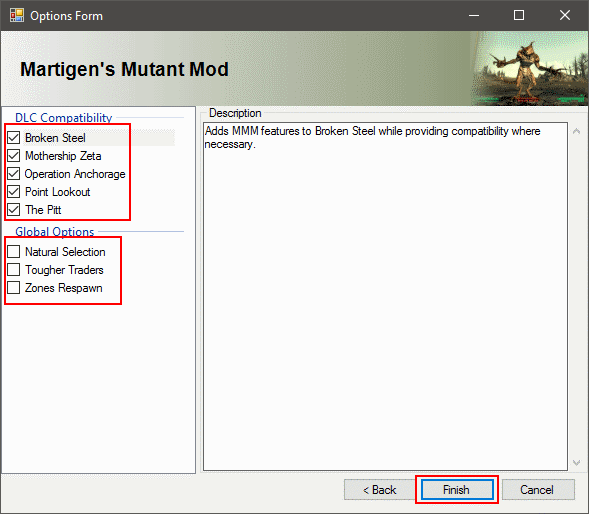 Options Form
Martigen's Mutant Mod
DLC Compatibility
Broken Steel
Mothership Zeta
Operation Anchorage
Point Lookout
The Pitt
Global Options
Natural Selection
Tougher Traders
Zones Respawn
Description
Adds MMM features to Broken Steel while providing compatibility where
necessary.
< Back
Finish
Cancel